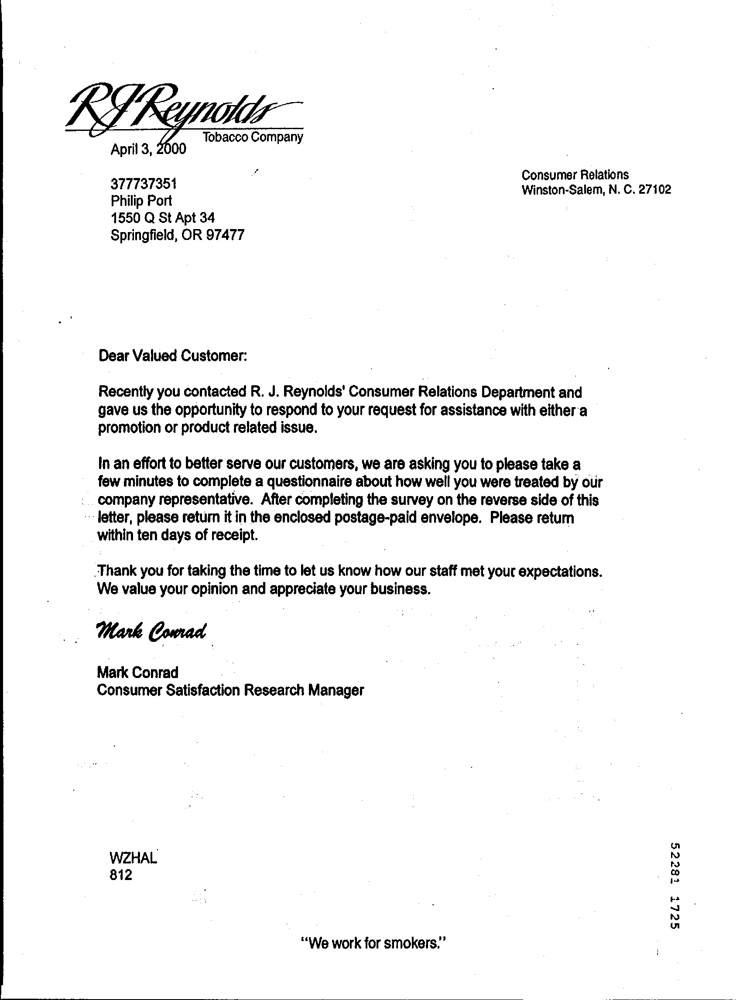 RJReynolds
Tobacco Company
April 3, 2000
Consumer Relations
Winston-Salem, N. C. 27102
377737351
Philip Port
1550 Q St Apt 34
Springfield, OR 97477
Dear Valued Customer:
Recently you contacted R. J. Reynolds' Consumer Relations Department and
gave us the opportunity to respond to your request for assistance with either a
promotion or product related issue.
In an effort to better serve our customers, we are asking you to please take a
few minutes to complete a questionnaire about how well you were treated by our
company representative. After completing the survey on the reverse side of this
letter, please return it in the enclosed postage-paid envelope. Please return
within ten days of receipt.
Thank you for taking the time to let us know how our staff met your expectations.
We value your opinion and appreciate your business.
Mark Conrad
Mark Conrad
Consumer Satisfaction Research Manager
WZHAL
812
52281 1725
"We work for smokers."